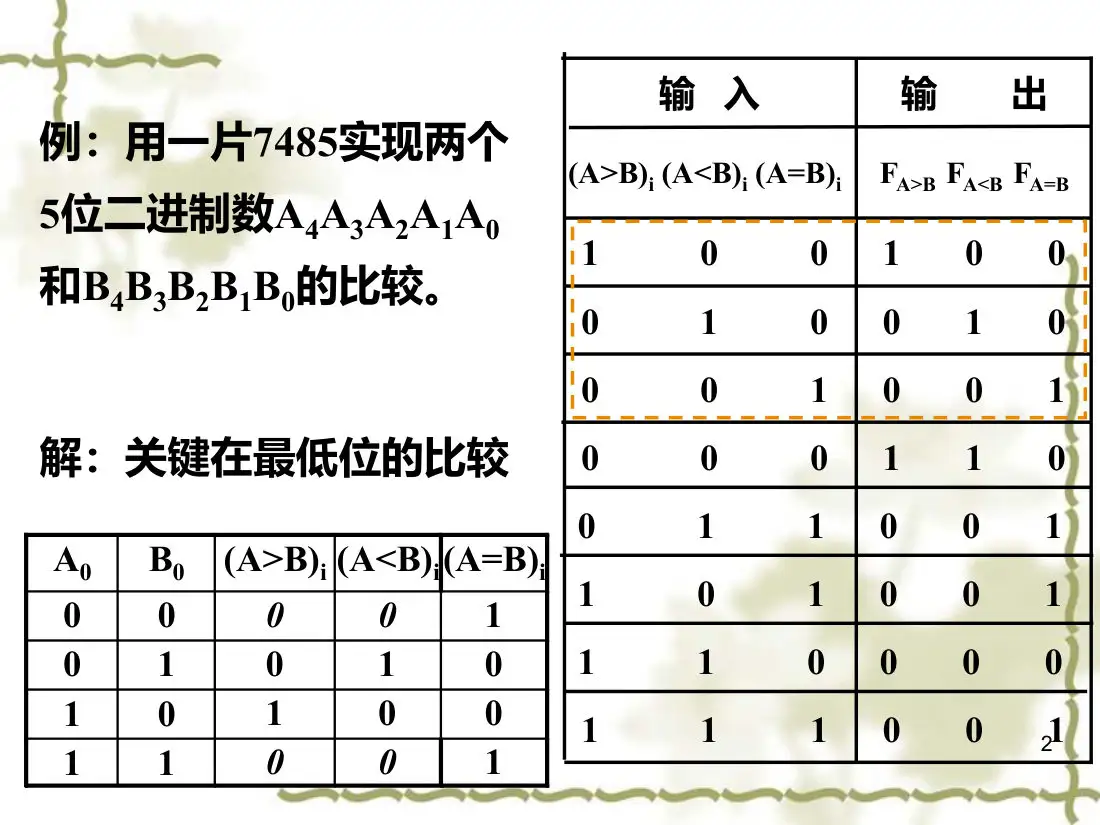 例：用一片7485实现两个
5位二进制数A₄A₃A₂A₁A₀
和B₄B₃B₂B₁B₀的比较。
解：关键在最低位的比较
A₀ B₀ (A>B)ᵢ (A<B)ᵢ (A=B)ᵢ
0 0 0 0 1
0 1 0 1 0
1 0 1 0 0
1 1 0 0 1
输 入 输 出
(A>B)ᵢ (A<B)ᵢ (A=B)ᵢ F_A>B F_A<B F_A=B
1 0 0 1 0 0
0 1 0 0 1 0
0 0 1 0 0 1
0 0 0 1 1 0
0 1 1 0 0 1
1 0 1 0 0 1
1 1 0 0 0 0
1 1 1 0 0 1
2